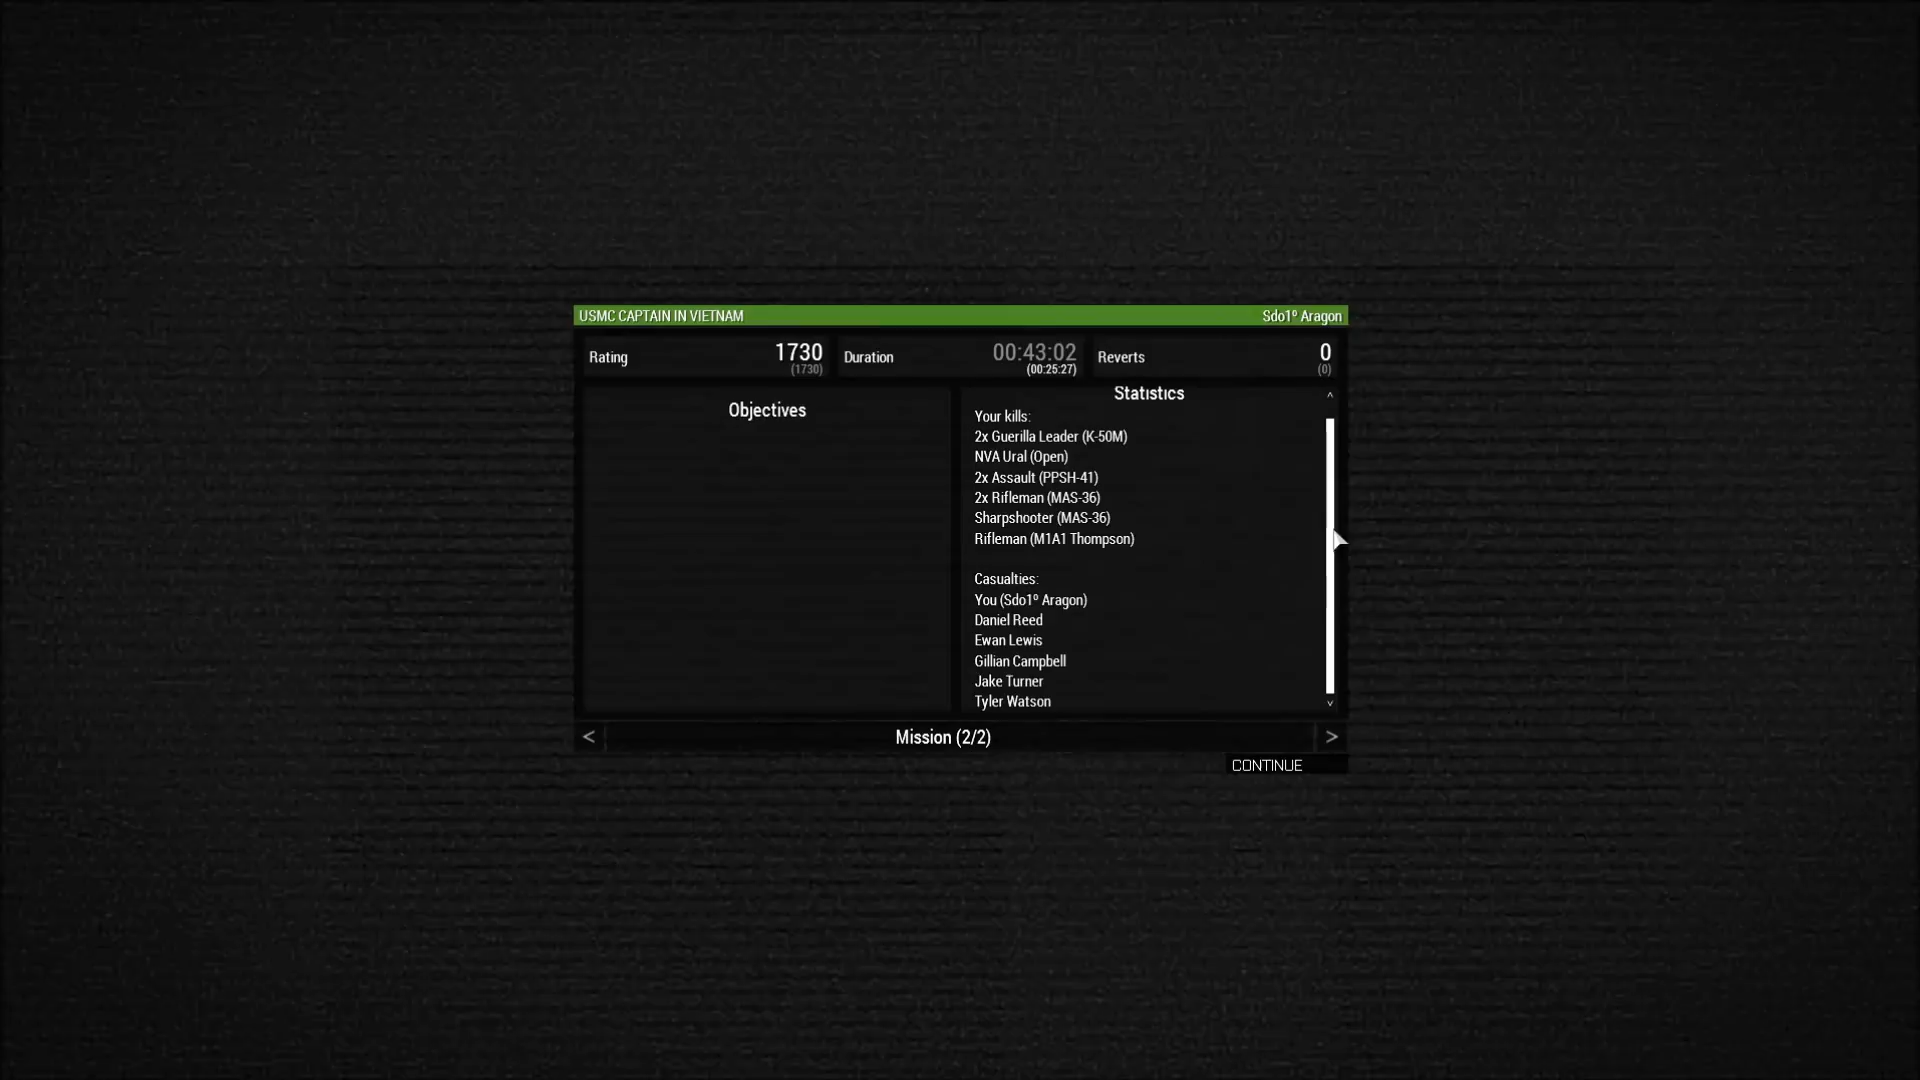 USMC CAPTAIN IN VIETNAM
Sdo1º Aragon
Rating
1730
(1730)
Duration
00:43:02
(00:25:27)
Reverts
0
(0)
Objectives
Statistics
Your kills:
2x Guerilla Leader (K-50M)
NVA Ural (Open)
2x Assault (PPSH-41)
2x Rifleman (MAS-36)
Sharpshooter (MAS-36)
Rifleman (M1A1 Thompson)
Casualties:
You (Sdo1º Aragon)
Daniel Reed
Ewan Lewis
Gillian Campbell
Jake Turner
Tyler Watson
< Mission (2/2) >
CONTINUE